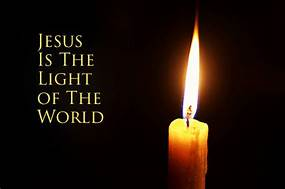 Jesus
Is The
Light
of The
World